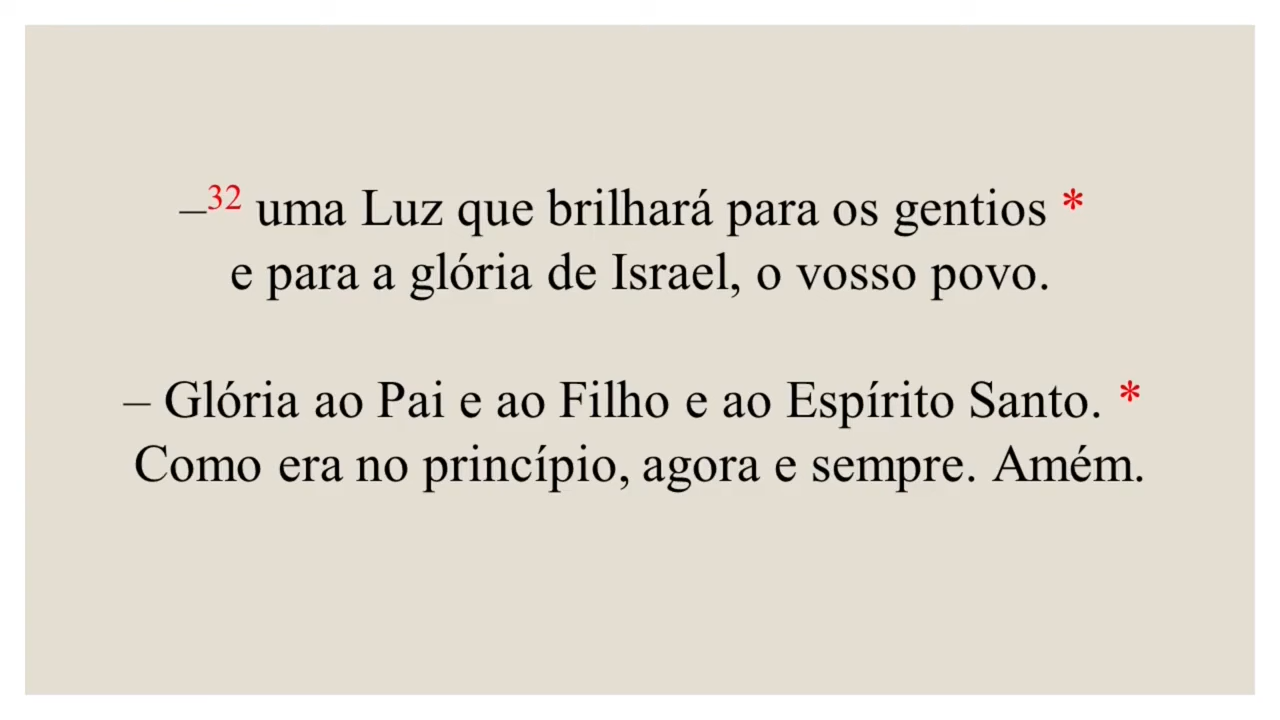 –³² uma Luz que brilhará para os gentios *
e para a glória de Israel, o vosso povo.
– Glória ao Pai e ao Filho e ao Espírito Santo. *
Como era no princípio, agora e sempre. Amém.